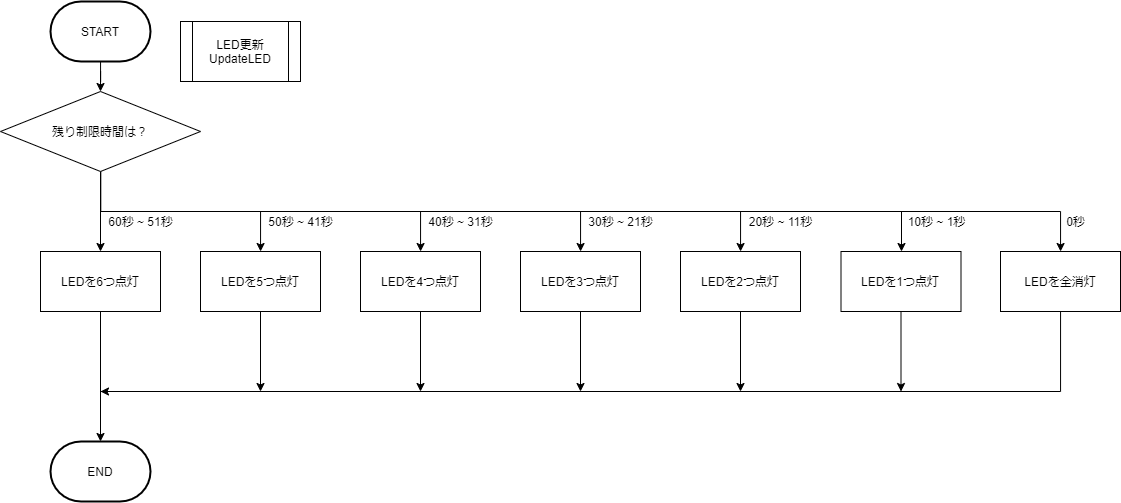 START
LED更新
UpdateLED
残り制限時間は？
60秒 ~ 51秒
50秒 ~ 41秒
40秒 ~ 31秒
30秒 ~ 21秒
20秒 ~ 11秒
10秒 ~ 1秒
0秒
LEDを6つ点灯
LEDを5つ点灯
LEDを4つ点灯
LEDを3つ点灯
LEDを2つ点灯
LEDを1つ点灯
LEDを全消灯
END